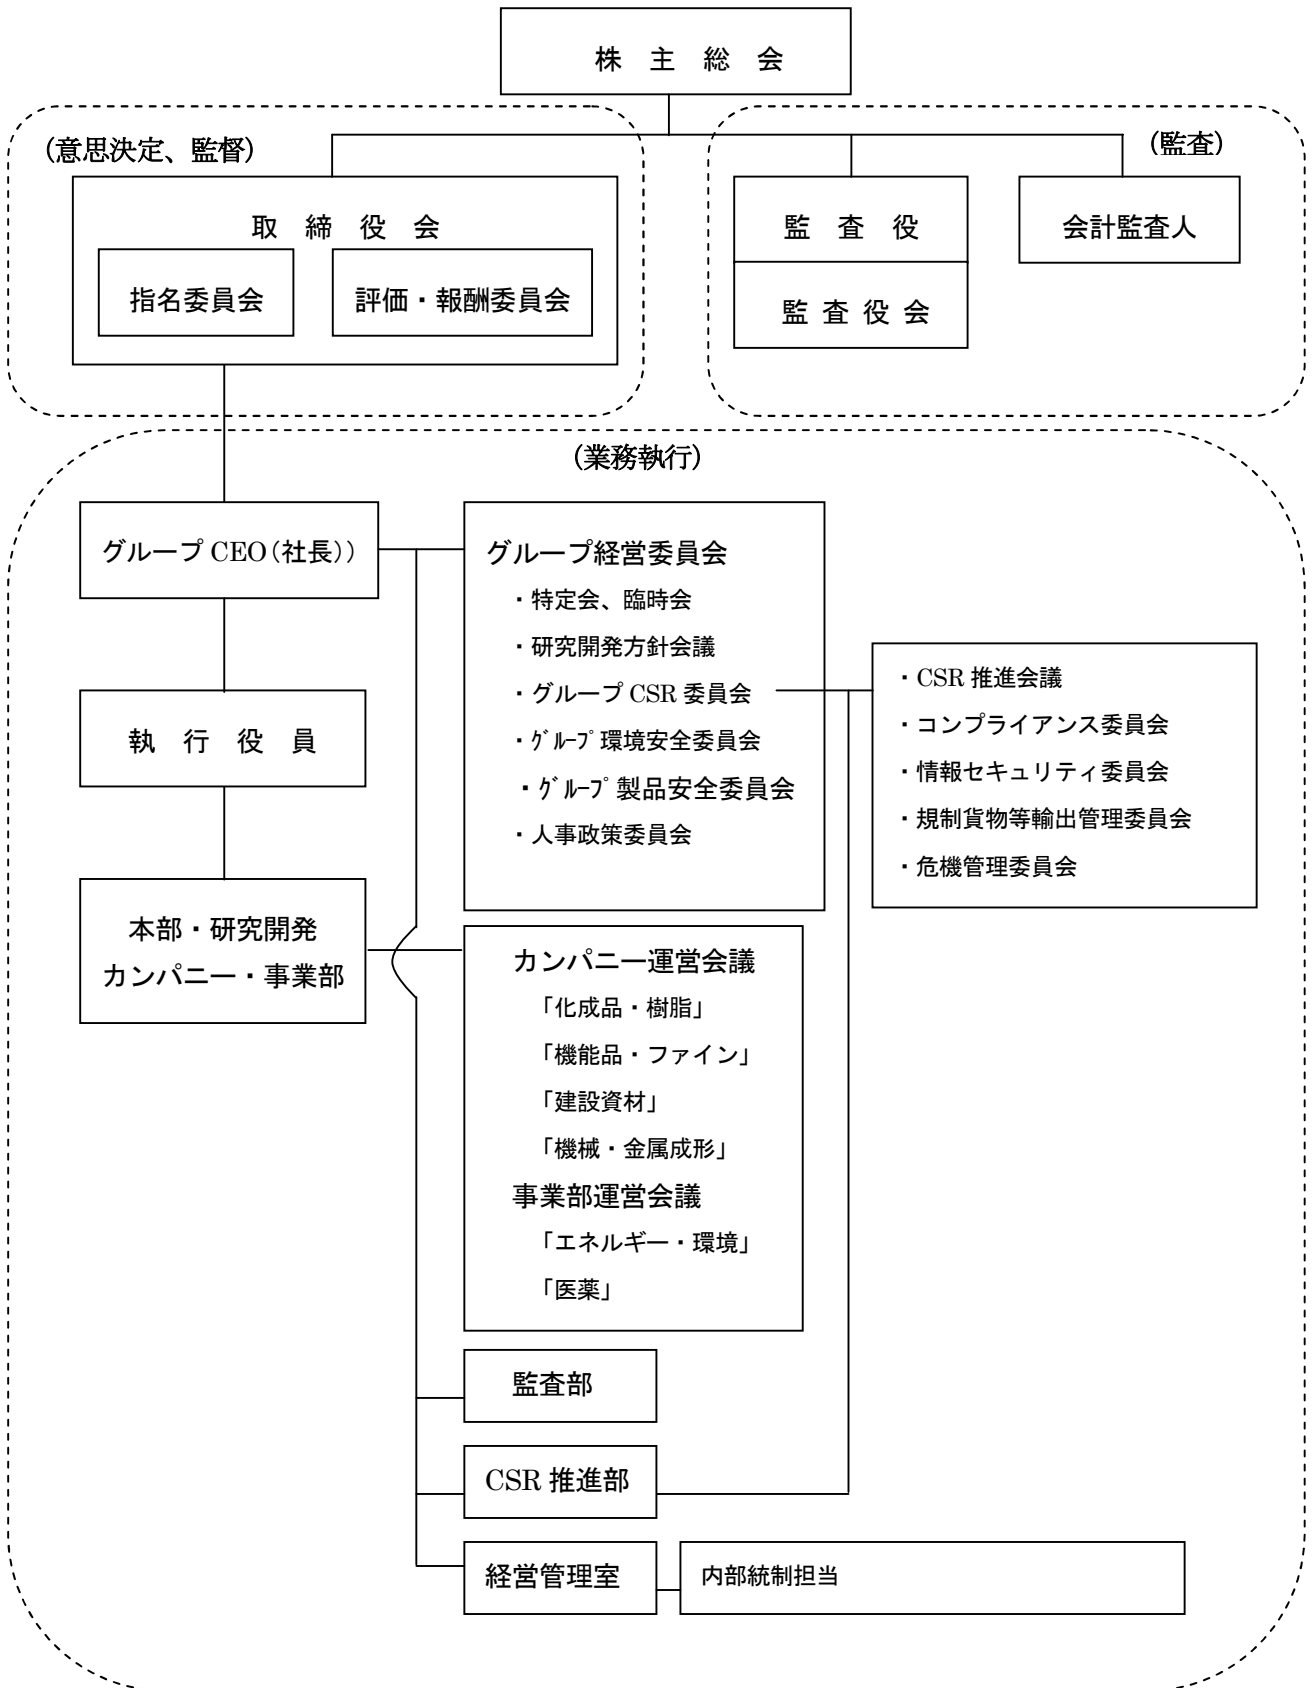 株 主 総 会
(意思決定、監督)
(監査)
取 締 役 会
指名委員会
評価・報酬委員会
監 査 役
監 査 役 会
会計監査人
(業務執行)
グループ CEO(社長))
執 行 役 員
本部・研究開発
カンパニー・事業部
グループ経営委員会
・特定会、臨時会
・研究開発方針会議
・グループ CSR 委員会
・ｸﾞﾙｰﾌﾟ環境安全委員会
・ｸﾞﾙｰﾌﾟ製品安全委員会
・人事政策委員会
・CSR 推進会議
・コンプライアンス委員会
・情報セキュリティ委員会
・規制貨物等輸出管理委員会
・危機管理委員会
カンパニー運営会議
「化成品・樹脂」
「機能品・ファイン」
「建設資材」
「機械・金属成形」
事業部運営会議
「エネルギー・環境」
「医薬」
監査部
CSR 推進部
経営管理室
内部統制担当